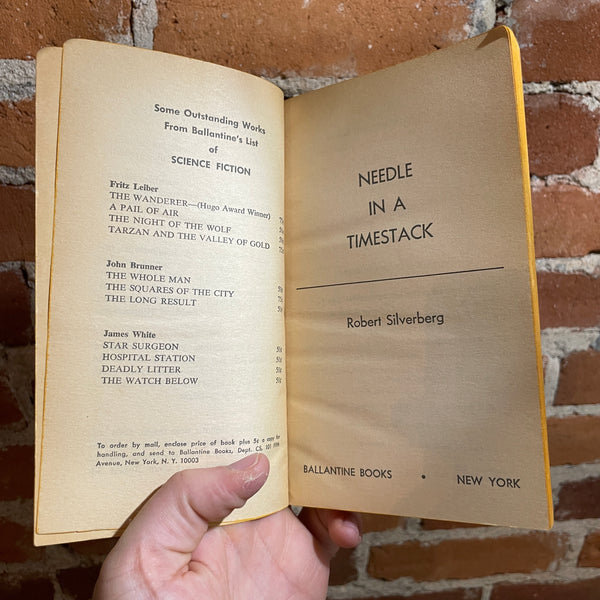 Some Outstanding Works
From Ballantine's List
of
SCIENCE FICTION
Fritz Leiber
THE WANDERER—(Hugo Award Winner)
A PAIL OF AIR
THE NIGHT OF THE WOLF
TARZAN AND THE VALLEY OF GOLD
John Brunner
THE WHOLE MAN
THE SQUARES OF THE CITY
THE LONG RESULT
James White
STAR SURGEON
HOSPITAL STATION
DEADLY LITTER
THE WATCH BELOW
To order by mail, enclose price of book plus 5¢ a copy for
handling, and send to Ballantine Books, Dept. CS, 101 Fifth
Avenue, New York, N. Y. 10003
NEEDLE
IN A
TIMESTACK
Robert Silverberg
BALLANTINE BOOKS • NEW YORK